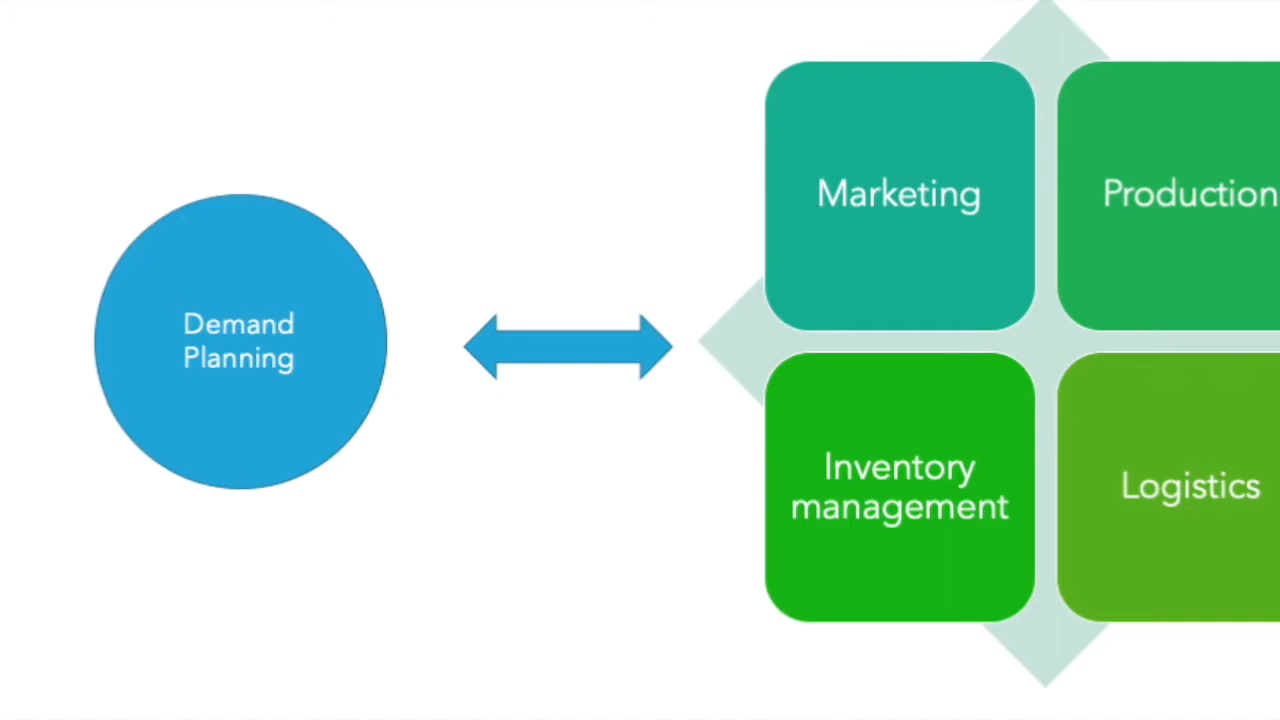 Marketing
Production
Demand
Planning
Inventory
management
Logistics